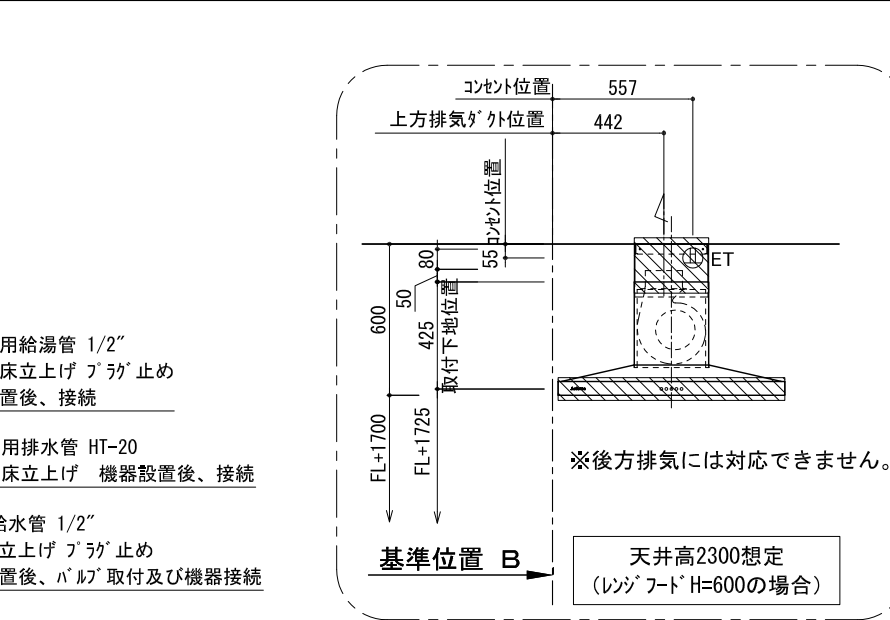 コンセント位置 557
上方排気ダクト位置 442
コンセント位置
55
80
50
600
425
取付下地位置
ET
FL+1700
FL+1725
用給湯管 1/2″
床立上げ プラグ止め
置後、接続
用排水管 HT-20
床立上げ 機器設置後、接続
給水管 1/2″
立上げ プラグ止め
置後、バルブ取付及び機器接続
※後方排気には対応できません。
基準位置 B
天井高2300想定
(レンジフードH=600の場合)